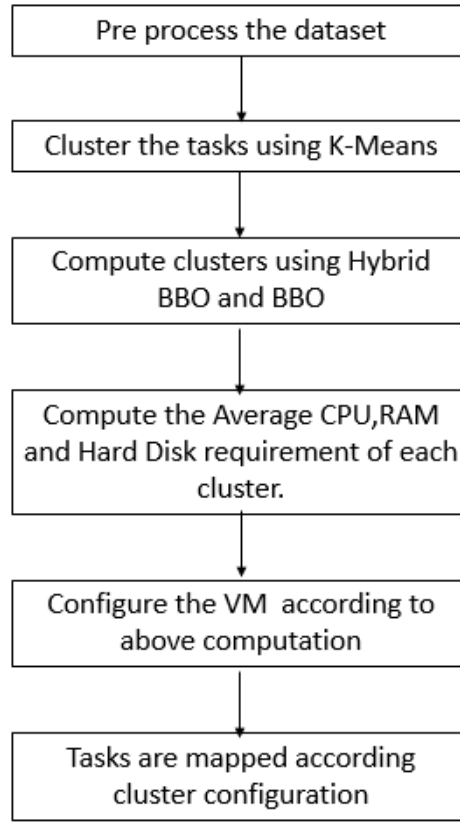 Pre process the dataset
Cluster the tasks using K-Means
Compute clusters using Hybrid
BBO and BBO
Compute the Average CPU,RAM
and Hard Disk requirement of each
cluster.
Configure the VM according to
above computation
Tasks are mapped according
cluster configuration